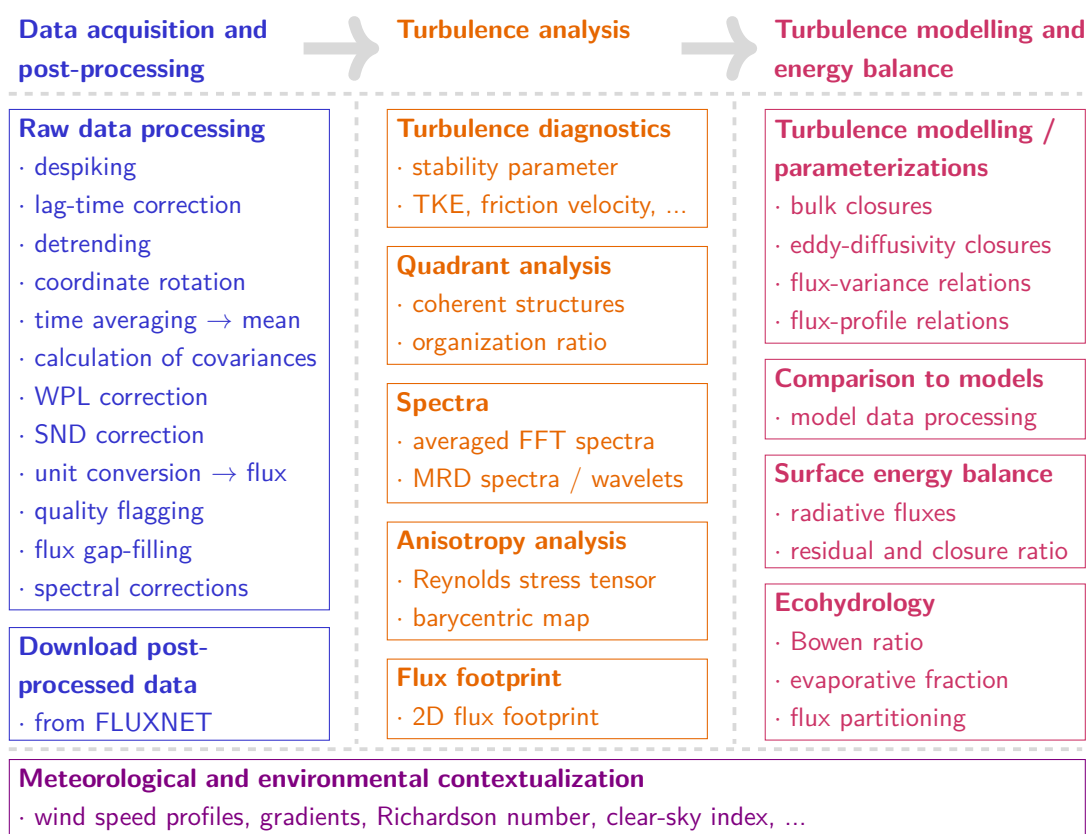 Data acquisition and
post-processing
Turbulence analysis
Turbulence modelling and
energy balance
Raw data processing
· despiking
· lag-time correction
· detrending
· coordinate rotation
· time averaging → mean
· calculation of covariances
· WPL correction
· SND correction
· unit conversion → flux
· quality flagging
· flux gap-filling
· spectral corrections
Download post-
processed data
· from FLUXNET
Turbulence diagnostics
· stability parameter
· TKE, friction velocity, ...
Quadrant analysis
· coherent structures
· organization ratio
Spectra
· averaged FFT spectra
· MRD spectra / wavelets
Anisotropy analysis
· Reynolds stress tensor
· barycentric map
Flux footprint
· 2D flux footprint
Turbulence modelling /
parameterizations
· bulk closures
· eddy-diffusivity closures
· flux-variance relations
· flux-profile relations
Comparison to models
· model data processing
Surface energy balance
· radiative fluxes
· residual and closure ratio
Ecohydrology
· Bowen ratio
· evaporative fraction
· flux partitioning
Meteorological and environmental contextualization
· wind speed profiles, gradients, Richardson number, clear-sky index, ...